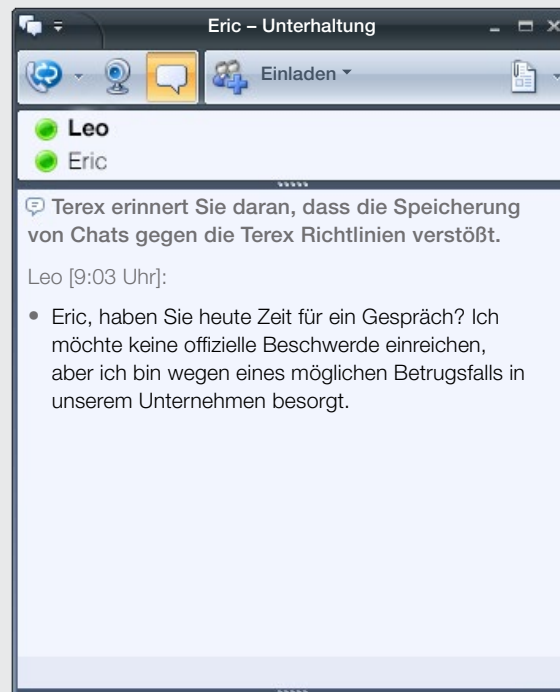 Eric – Unterhaltung
Einladen
Leo
Eric
Terex erinnert Sie daran, dass die Speicherung
von Chats gegen die Terex Richtlinien verstößt.
Leo [9:03 Uhr]:
• Eric, haben Sie heute Zeit für ein Gespräch? Ich
möchte keine offizielle Beschwerde einreichen,
aber ich bin wegen eines möglichen Betrugsfalls in
unserem Unternehmen besorgt.